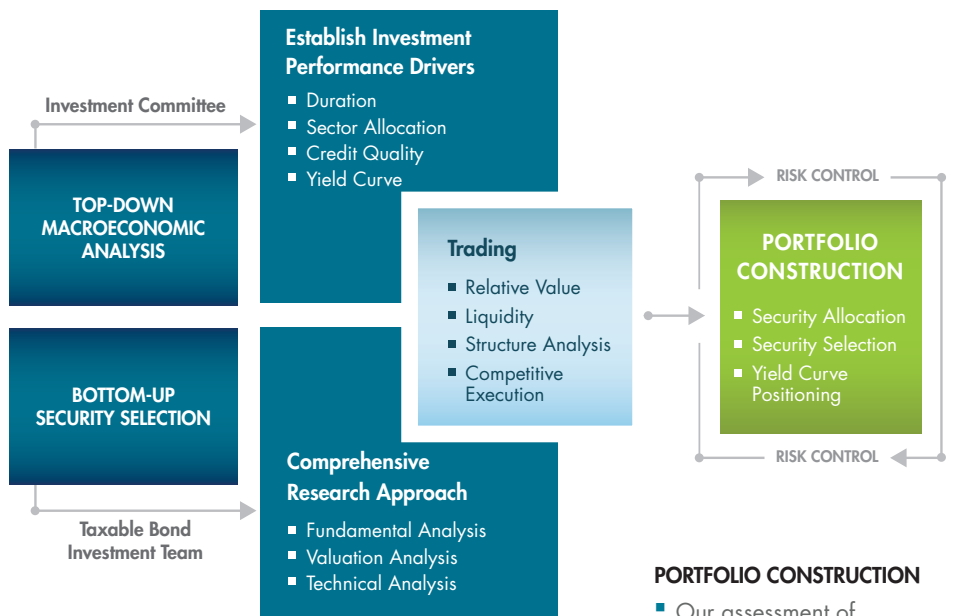 Establish Investment
Performance Drivers
▪ Duration
▪ Sector Allocation
▪ Credit Quality
▪ Yield Curve
Investment Committee
TOP-DOWN
MACROECONOMIC
ANALYSIS
Trading
▪ Relative Value
▪ Liquidity
▪ Structure Analysis
▪ Competitive
Execution
RISK CONTROL
PORTFOLIO
CONSTRUCTION
▪ Security Allocation
▪ Security Selection
▪ Yield Curve
Positioning
RISK CONTROL
BOTTOM-UP
SECURITY SELECTION
Taxable Bond
Investment Team
Comprehensive
Research Approach
▪ Fundamental Analysis
▪ Valuation Analysis
▪ Technical Analysis
PORTFOLIO CONSTRUCTION
▪ Our assessment of